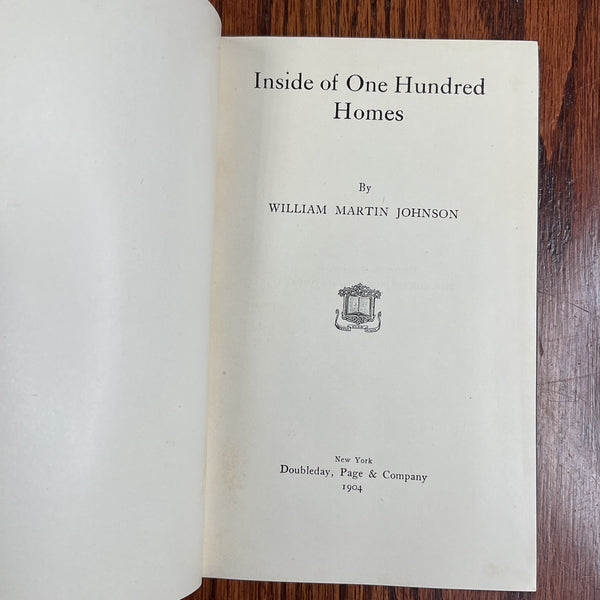 Inside of One Hundred
Homes
By
WILLIAM MARTIN JOHNSON
New York
Doubleday, Page & Company
1904